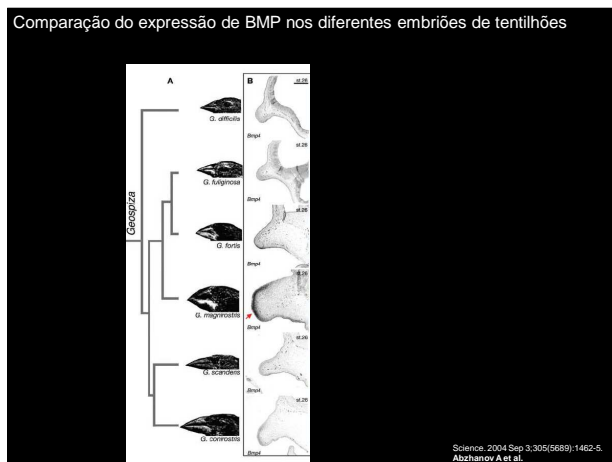 Comparação do expressão de BMP nos diferentes embriões de tentilhões
A
B
Geospiza
st.26
G. difficilis
Bmp4
st.26
G. fuliginosa
Bmp4
st.26
G. fortis
Bmp4
st.26
G. magnirostris
Bmp4
st.26
G. scandens
Bmp4
st.26
G. conirostris
Bmp4
Science. 2004 Sep 3;305(5689):1462-5.
Abzhanov A et al.